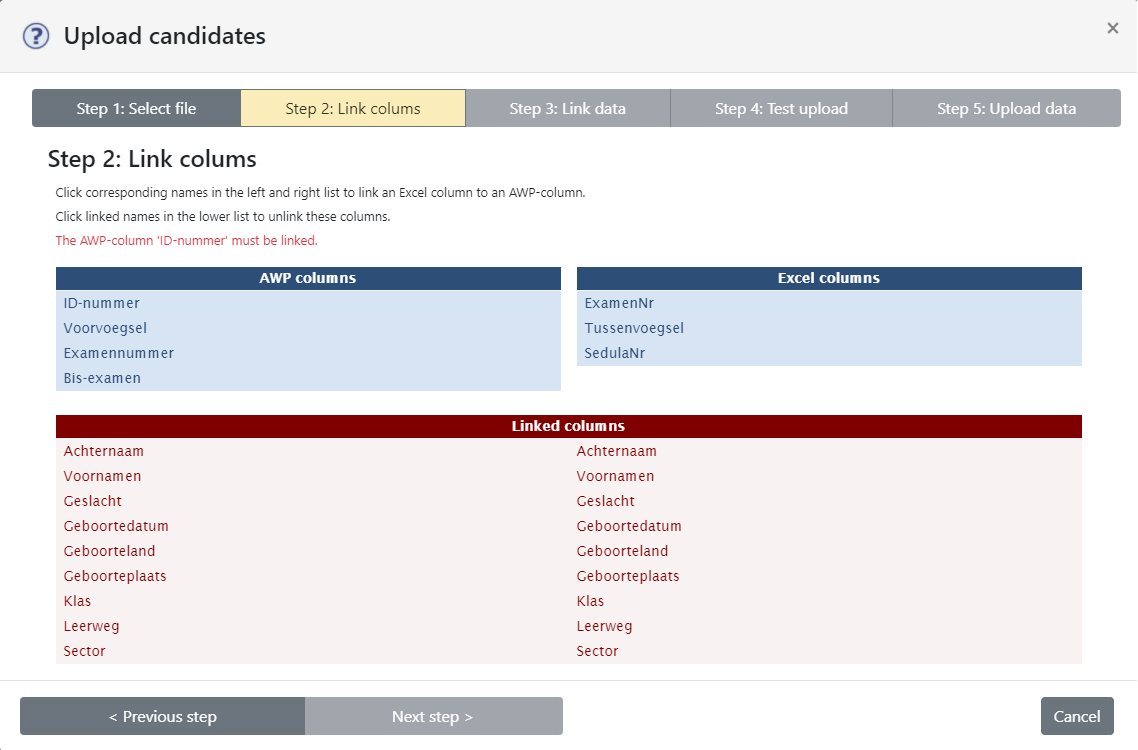 ? Upload candidates ×
Step 1: Select file Step 2: Link colums Step 3: Link data Step 4: Test upload Step 5: Upload data
Step 2: Link colums
Click corresponding names in the left and right list to link an Excel column to an AWP-column.
Click linked names in the lower list to unlink these columns.
The AWP-column 'ID-nummer' must be linked.
AWP columns
ID-nummer
Voorvoegsel
Examennummer
Bis-examen
Excel columns
ExamenNr
Tussenvoegsel
SedulaNr
Linked columns
Achternaam Achternaam
Voornamen Voornamen
Geslacht Geslacht
Geboortedatum Geboortedatum
Geboorteland Geboorteland
Geboorteplaats Geboorteplaats
Klas Klas
Leerweg Leerweg
Sector Sector
< Previous step Next step > Cancel